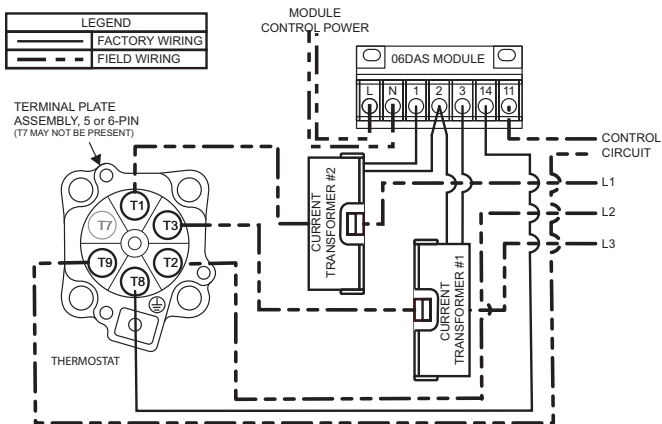 LEGEND
FACTORY WIRING
FIELD WIRING
MODULE
CONTROL POWER
06DAS MODULE
L N 1 2 3 14 11
TERMINAL PLATE
ASSEMBLY, 5 or 6-PIN
(T7 MAY NOT BE PRESENT)
CONTROL
CIRCUIT
L1
L2
L3
CURRENT
TRANSFORMER #2
CURRENT
TRANSFORMER #1
T1
T7
T3
T9
T2
T8
THERMOSTAT